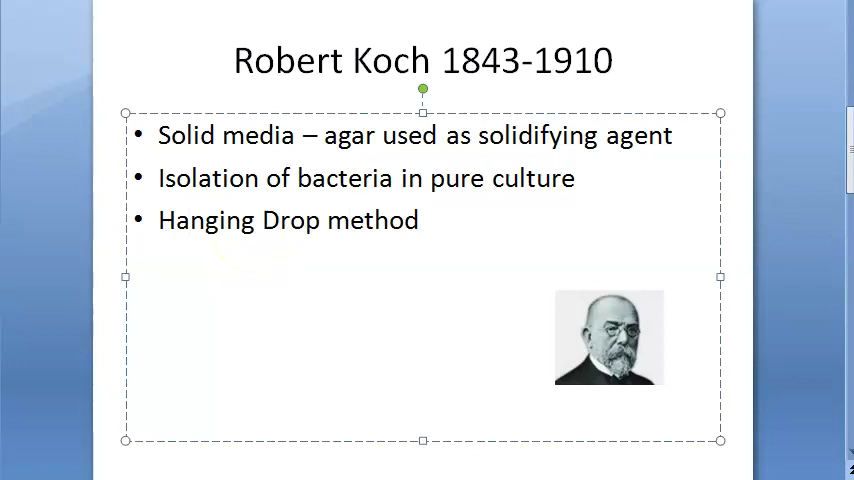 Robert Koch 1843-1910
• Solid media – agar used as solidifying agent
• Isolation of bacteria in pure culture
• Hanging Drop method